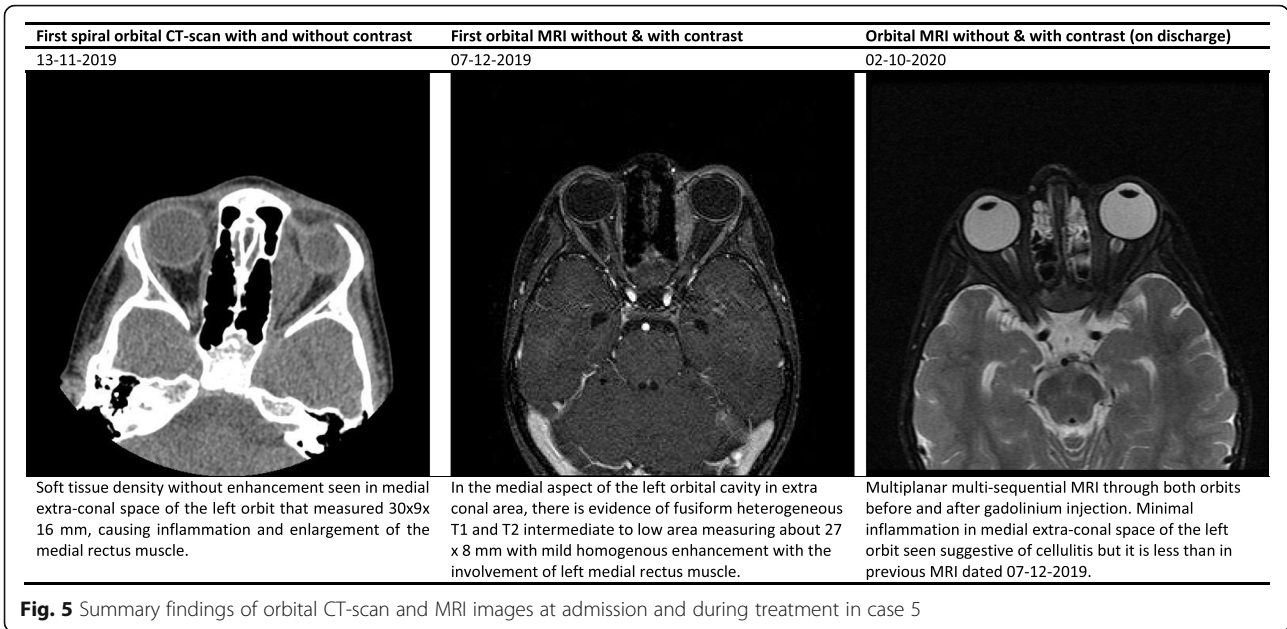 First spiral orbital CT-scan with and without contrast
13-11-2019
Soft tissue density without enhancement seen in medial
extra-conal space of the left orbit that measured 30x9x
16 mm, causing inflammation and enlargement of the
medial rectus muscle.
First orbital MRI without & with contrast
07-12-2019
In the medial aspect of the left orbital cavity in extra
conal area, there is evidence of fusiform heterogeneous
T1 and T2 intermediate to low area measuring about 27
x 8 mm with mild homogenous enhancement with the
involvement of left medial rectus muscle.
Orbital MRI without & with contrast (on discharge)
02-10-2020
Multiplanar multi-sequential MRI through both orbits
before and after gadolinium injection. Minimal
inflammation in medial extra-conal space of the left
orbit seen suggestive of cellulitis but it is less than in
previous MRI dated 07-12-2019.
Fig. 5 Summary findings of orbital CT-scan and MRI images at admission and during treatment in case 5